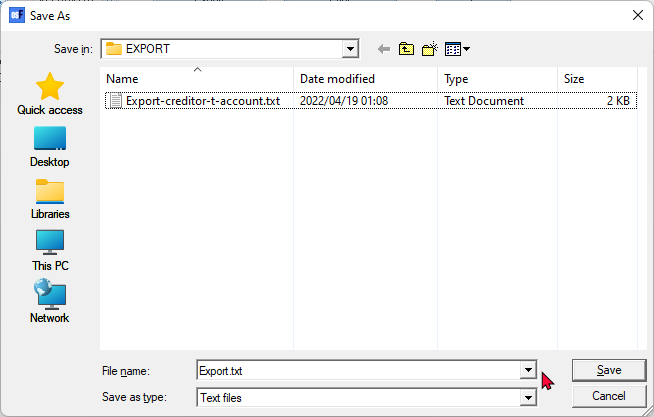 Save As
Save in:
EXPORT
Name
Date modified
Type
Size
Export-creditor-t-account.txt
2022/04/19 01:08
Text Document
2 KB
Quick access
Desktop
Libraries
This PC
Network
File name:
Export.txt
Save
Save as type:
Text files
Cancel